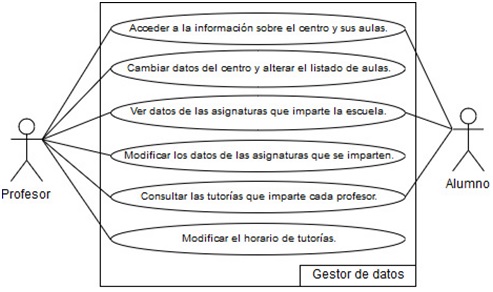 Acceder a la información sobre el centro y sus aulas.
Cambiar datos del centro y alterar el listado de aulas.
Ver datos de las asignaturas que imparte la escuela.
Modificar los datos de las asignaturas que se imparten.
Consultar las tutorías que imparte cada profesor.
Modificar el horario de tutorías.
Profesor
Alumno
Gestor de datos